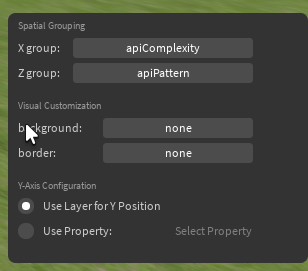 Spatial Grouping
X group: apiComplexity
Z group: apiPattern
Visual Customization
background: none
border: none
Y-Axis Configuration
Use Layer for Y Position
Use Property: Select Property